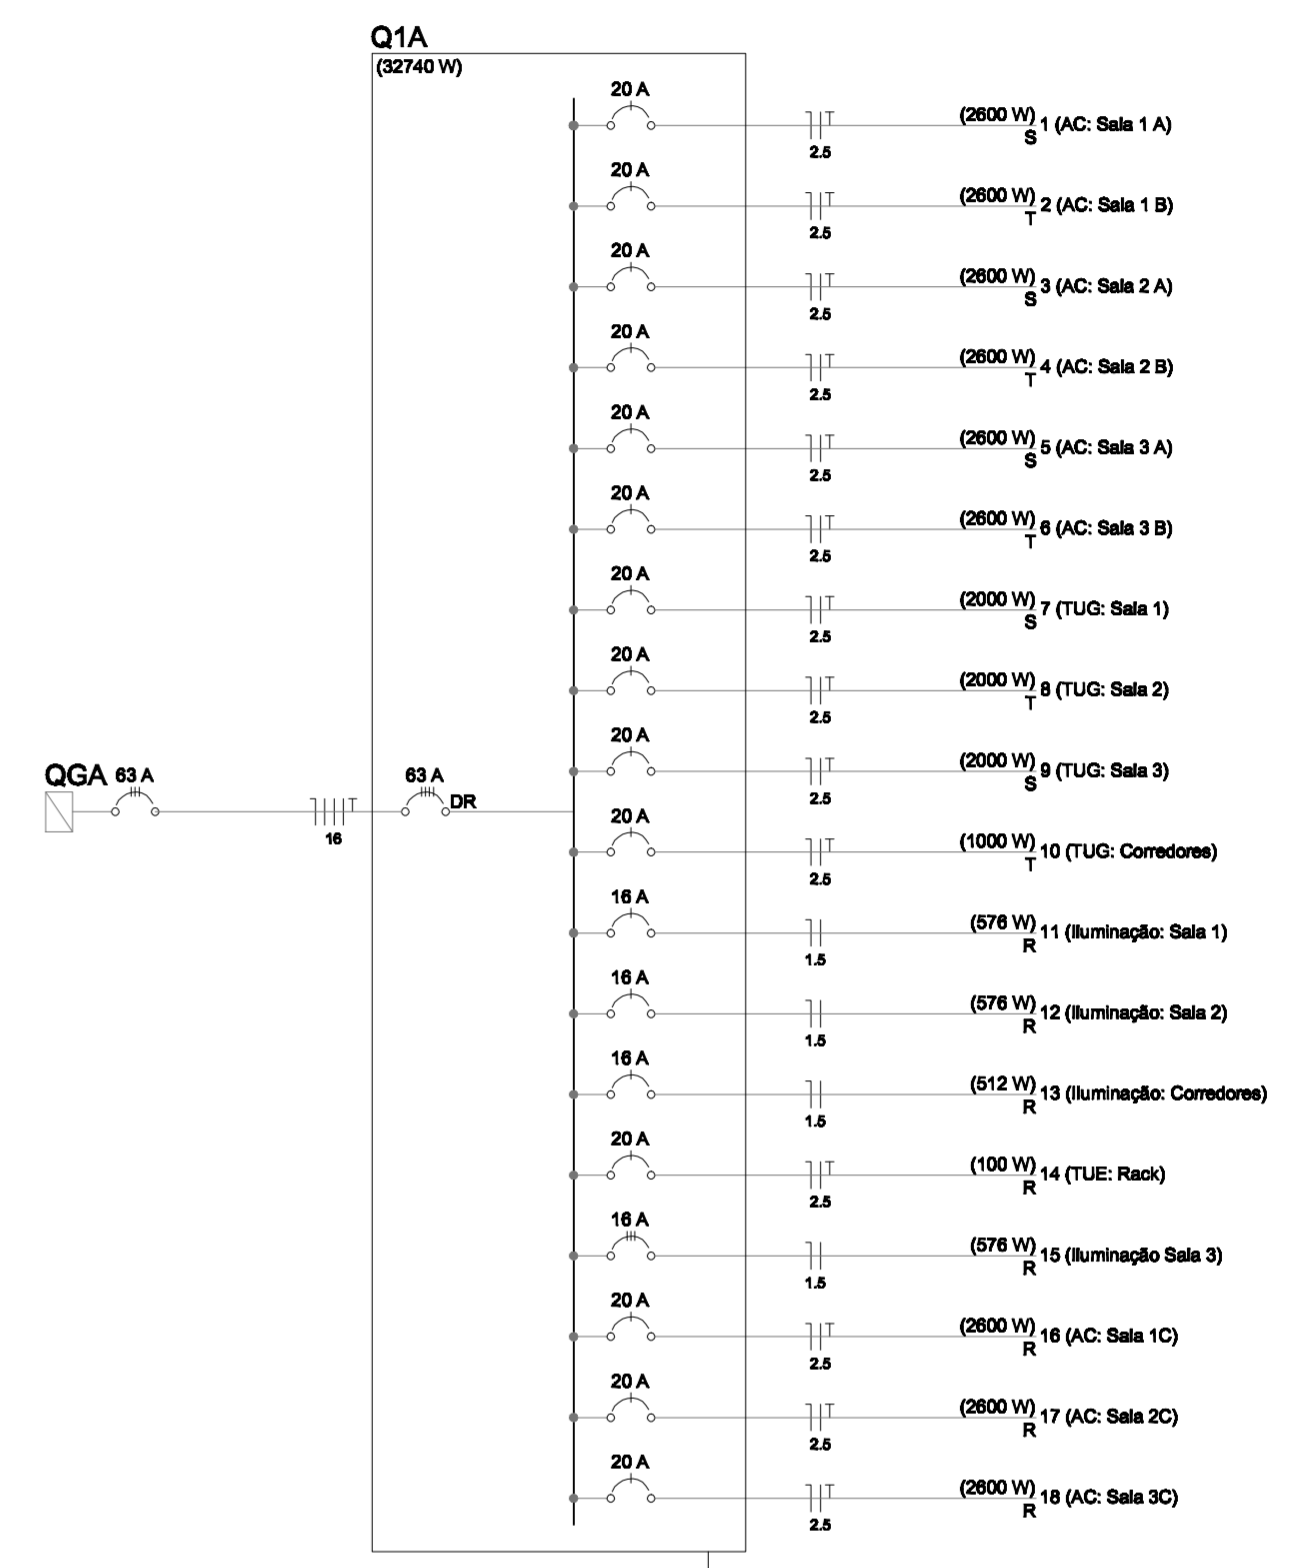 Q1A
(32740 W)
20 A
(2600 W)
1 (AC: Sala 1 A)
S
T
2.5
20 A
(2600 W)
2 (AC: Sala 1 B)
T
T
2.5
20 A
(2600 W)
3 (AC: Sala 2 A)
S
T
2.5
20 A
(2600 W)
4 (AC: Sala 2 B)
T
T
2.5
20 A
(2600 W)
5 (AC: Sala 3 A)
S
T
2.5
20 A
(2600 W)
6 (AC: Sala 3 B)
T
T
2.5
20 A
(2000 W)
7 (TUG: Sala 1)
S
T
2.5
20 A
(2000 W)
8 (TUG: Sala 2)
T
T
2.5
20 A
(2000 W)
9 (TUG: Sala 3)
S
T
2.5
QGA
63 A
T
16
63 A
DR
20 A
(1000 W)
10 (TUG: Corredores)
T
T
2.5
16 A
(576 W)
11 (Iluminação: Sala 1)
R
1.5
16 A
(576 W)
12 (Iluminação: Sala 2)
R
1.5
16 A
(512 W)
13 (Iluminação: Corredores)
R
1.5
20 A
(100 W)
14 (TUE: Rack)
R
T
2.5
16 A
(576 W)
15 (Iluminação Sala 3)
R
1.5
20 A
(2600 W)
16 (AC: Sala 1C)
R
T
2.5
20 A
(2600 W)
17 (AC: Sala 2C)
R
T
2.5
20 A
(2600 W)
18 (AC: Sala 3C)
R
T
2.5